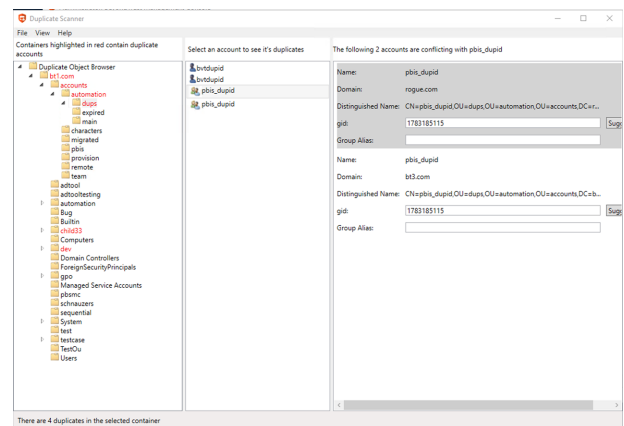 Duplicate Scanner
File View Help
Containers highlighted in red contain duplicate
accounts
Select an account to see it's duplicates
The following 2 accounts are conflicting with pbis_dupid
Duplicate Object Browser
bt1.com
accounts
automation
dups
expired
main
characters
migrated
pbis
provision
remote
team
adtool
adtooltesting
automation
Bug
Builtin
child33
Computers
dev
Domain Controllers
ForeignSecurityPrincipals
gpo
Managed Service Accounts
pbsmc
schnauzers
sequential
System
test
testcase
TestOu
Users
bvtdupid
bvtdupid
pbis_dupid
pbis_dupid
Name: pbis_dupid
Domain: rogue.com
Distinguished Name: CN=pbis_dupid,OU=dups,OU=automation,OU=accounts,DC=r...
gid: 1783185115 Sugg
Group Alias:
Name: pbis_dupid
Domain: bt3.com
Distinguished Name: CN=pbis_dupid,OU=dups,OU=automation,OU=accounts,DC=b...
gid: 1783185115 Sugg
Group Alias:
There are 4 duplicates in the selected container